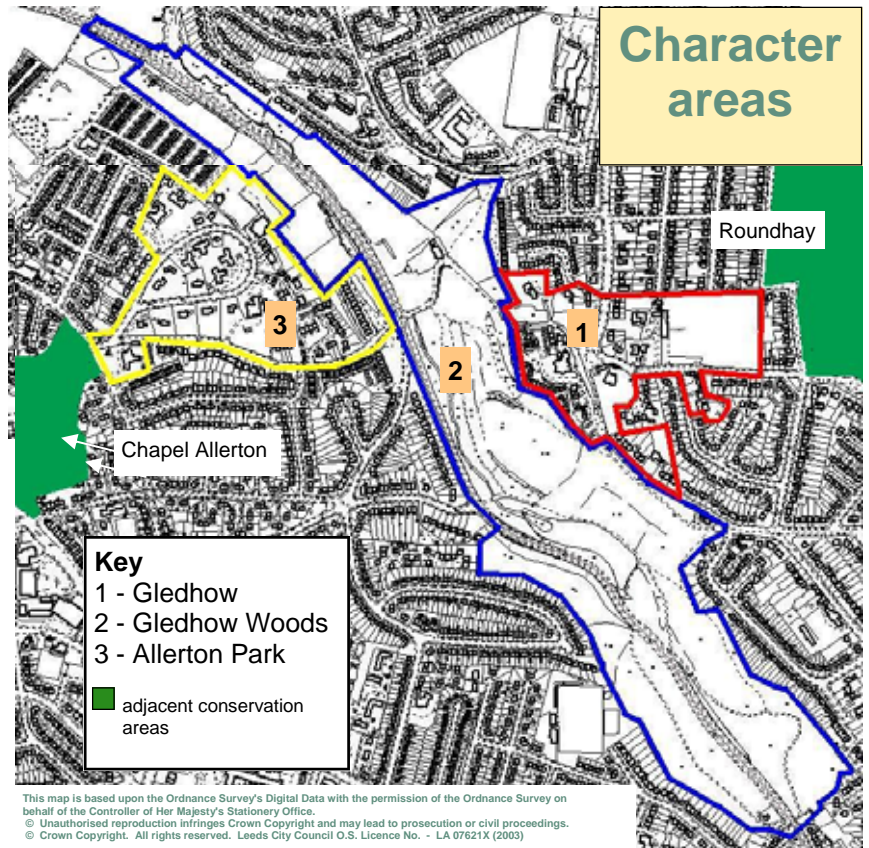 Character
areas
Roundhay
1
3
2
Chapel Allerton
Key
1 - Gledhow
2 - Gledhow Woods
3 - Allerton Park
adjacent conservation
areas
This map is based upon the Ordnance Survey's Digital Data with the permission of the Ordnance Survey on
behalf of the Controller of Her Majesty's Stationery Office.
© Unauthorised reproduction infringes Crown Copyright and may lead to prosecution or civil proceedings.
© Crown Copyright. All rights reserved. Leeds City Council O.S. Licence No. - LA 07621X (2003)